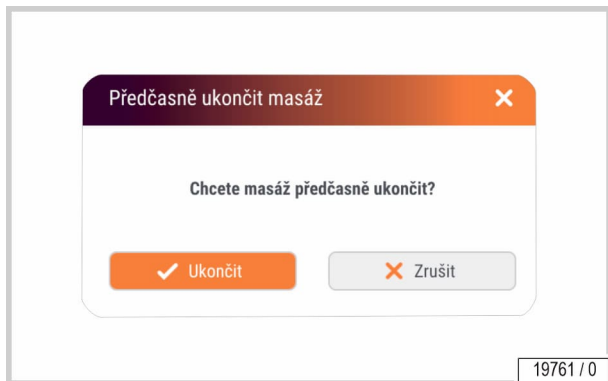 Předčasně ukončit masáž
Chcete masáž předčasně ukončit?
Ukončit
Zrušit
19761 / 0